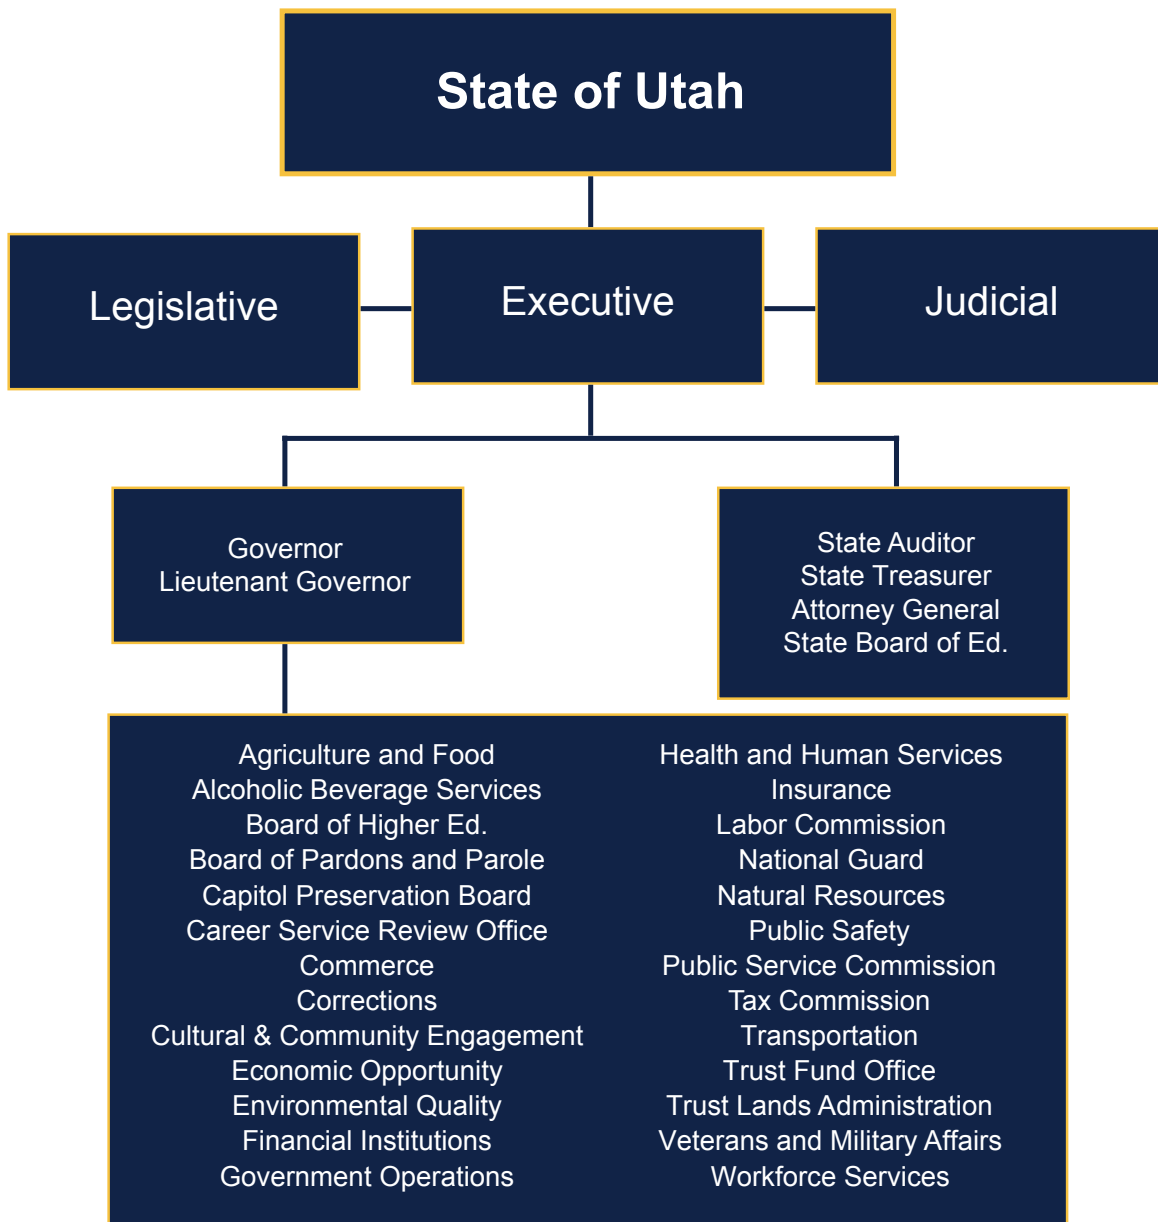 State of Utah
Legislative
Executive
Judicial
Governor
Lieutenant Governor
State Auditor
State Treasurer
Attorney General
State Board of Ed.
Agriculture and Food
Alcoholic Beverage Services
Board of Higher Ed.
Board of Pardons and Parole
Capitol Preservation Board
Career Service Review Office
Commerce
Corrections
Cultural & Community Engagement
Economic Opportunity
Environmental Quality
Financial Institutions
Government Operations
Health and Human Services
Insurance
Labor Commission
National Guard
Natural Resources
Public Safety
Public Service Commission
Tax Commission
Transportation
Trust Fund Office
Trust Lands Administration
Veterans and Military Affairs
Workforce Services